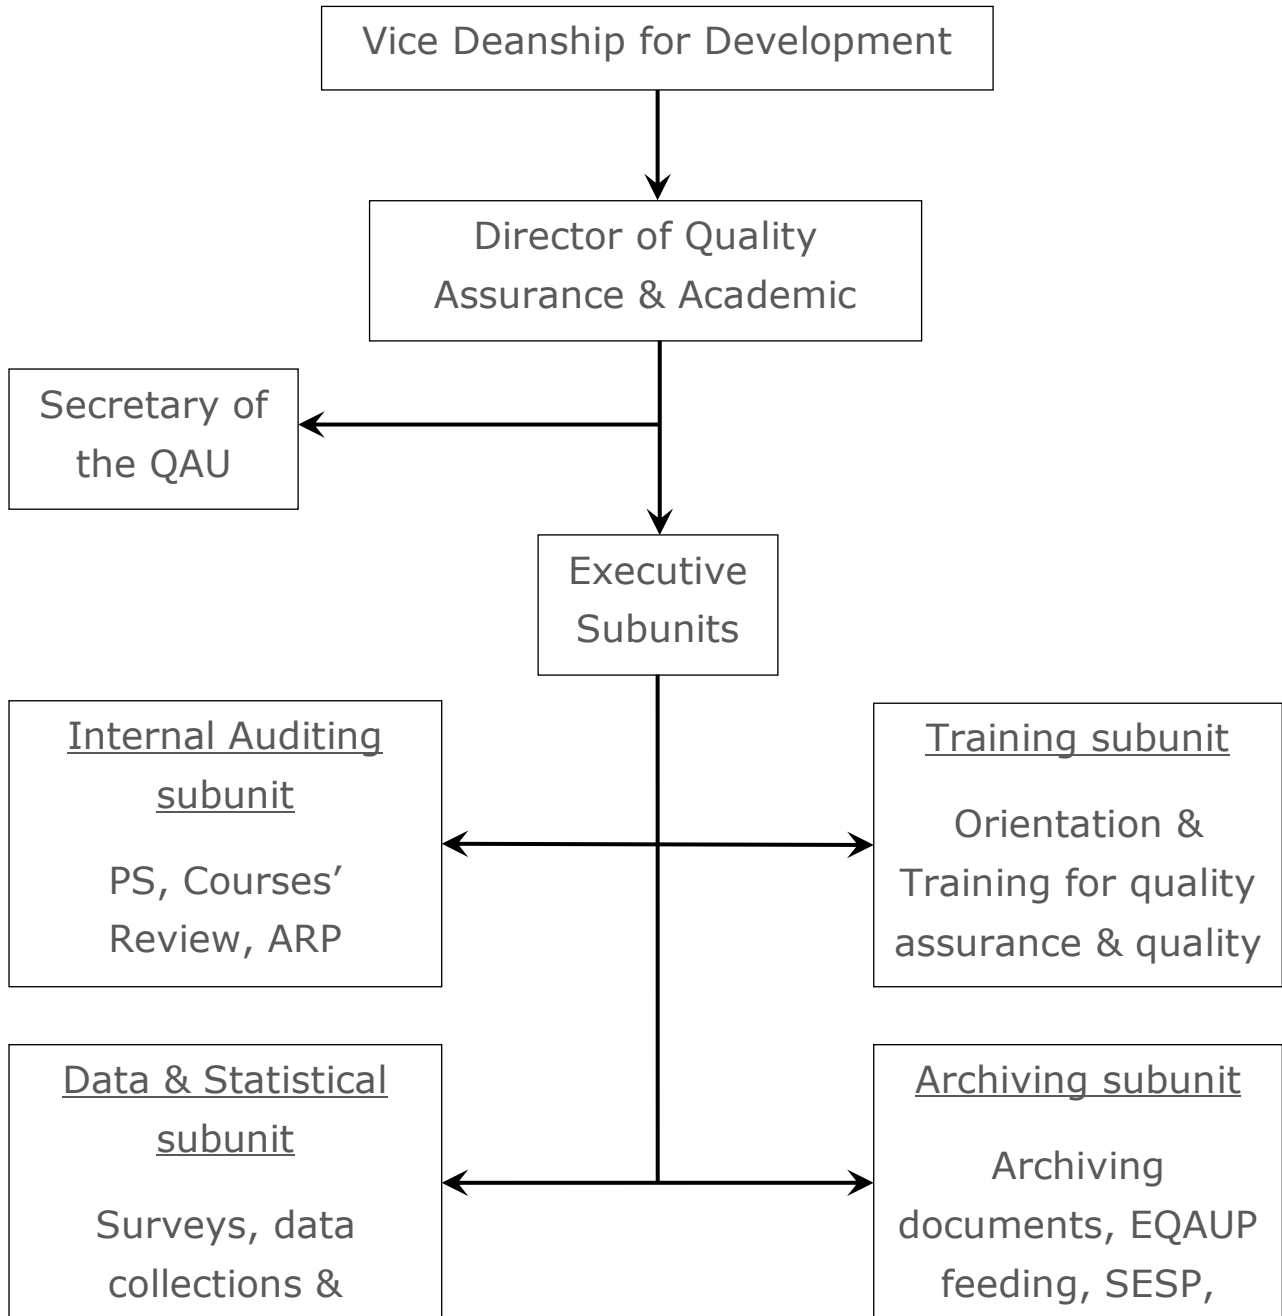 Vice Deanship for Development
Director of Quality
Assurance & Academic
Secretary of
the QAU
Executive
Subunits
Internal Auditing
subunit
PS, Courses’
Review, ARP
Training subunit
Orientation &
Training for quality
assurance & quality
Data & Statistical
subunit
Surveys, data
collections &
Archiving subunit
Archiving
documents, EQAUP
feeding, SESP,